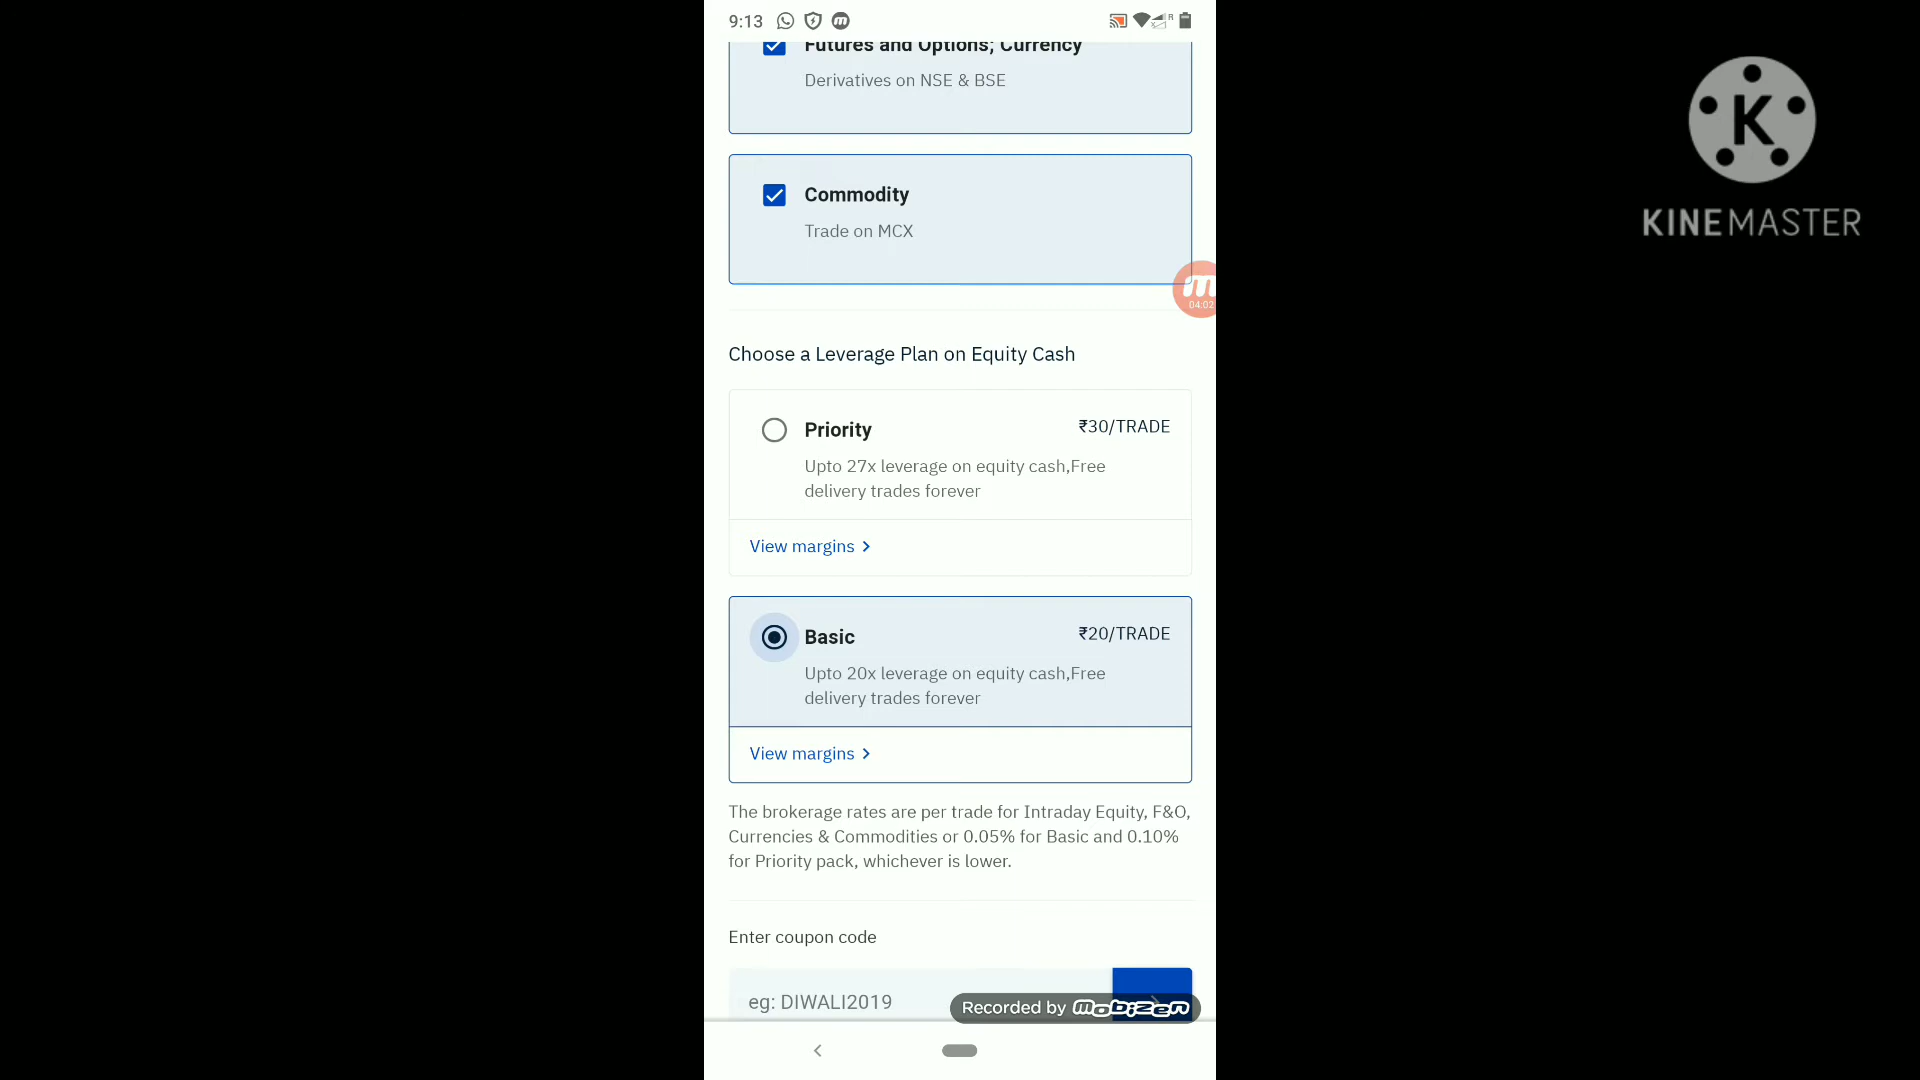 9:13
Futures and Options; Currency
Derivatives on NSE & BSE
Commodity
Trade on MCX
04:02
KINEMASTER
Choose a Leverage Plan on Equity Cash
Priority ₹30/TRADE
Upto 27x leverage on equity cash,Free
delivery trades forever
View margins
Basic ₹20/TRADE
Upto 20x leverage on equity cash,Free
delivery trades forever
View margins
The brokerage rates are per trade for Intraday Equity, F&O,
Currencies & Commodities or 0.05% for Basic and 0.10%
for Priority pack, whichever is lower.
Enter coupon code
eg: DIWALI2019
Recorded by mobizen